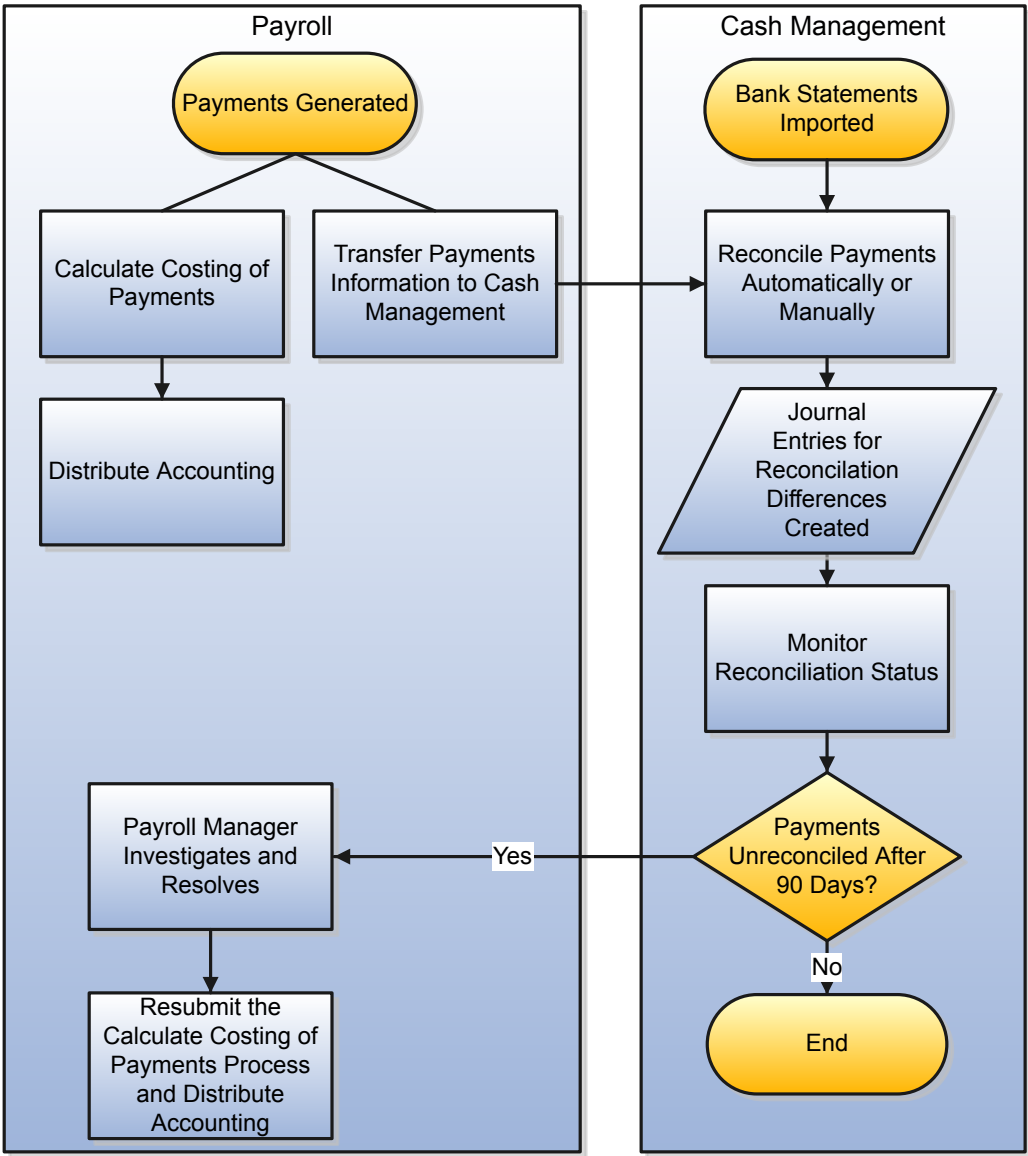 Payroll
Payments Generated
Calculate Costing of
Payments
Transfer Payments
Information to Cash
Management
Distribute Accounting
Payroll Manager
Investigates and
Resolves
Resubmit the
Calculate Costing of
Payments Process
and Distribute
Accounting
Cash Management
Bank Statements
Imported
Reconcile Payments
Automatically or
Manually
Journal
Entries for
Reconcilation
Differences
Created
Monitor
Reconciliation Status
Payments
Unreconciled After
90 Days?
Yes
No
End